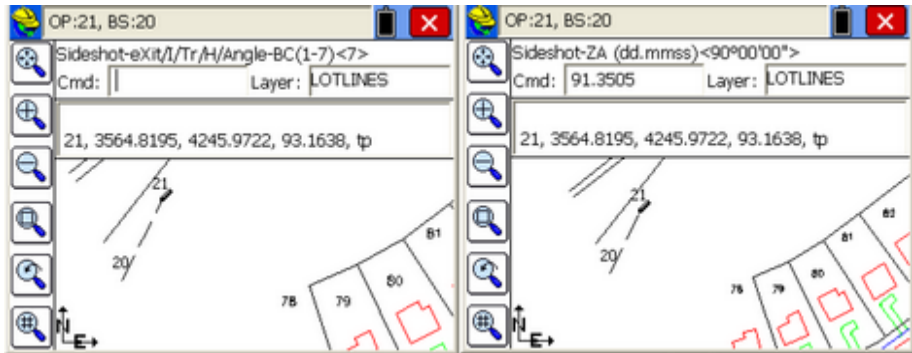 OP:21, BS:20
Sideshot-eXit/I/Tr/H/Angle-BC(1-7)<7>
Cmd: Layer: LOTLINES
21, 3564.8195, 4245.9722, 93.1638, tp
21
20
81
80
79
78
N
E
OP:21, BS:20
Sideshot-ZA (dd.mmss)<90º00'00">
Cmd: 91.3505 Layer: LOTLINES
21, 3564.8195, 4245.9722, 93.1638, tp
21
20
82
81
80
79
78
N
E